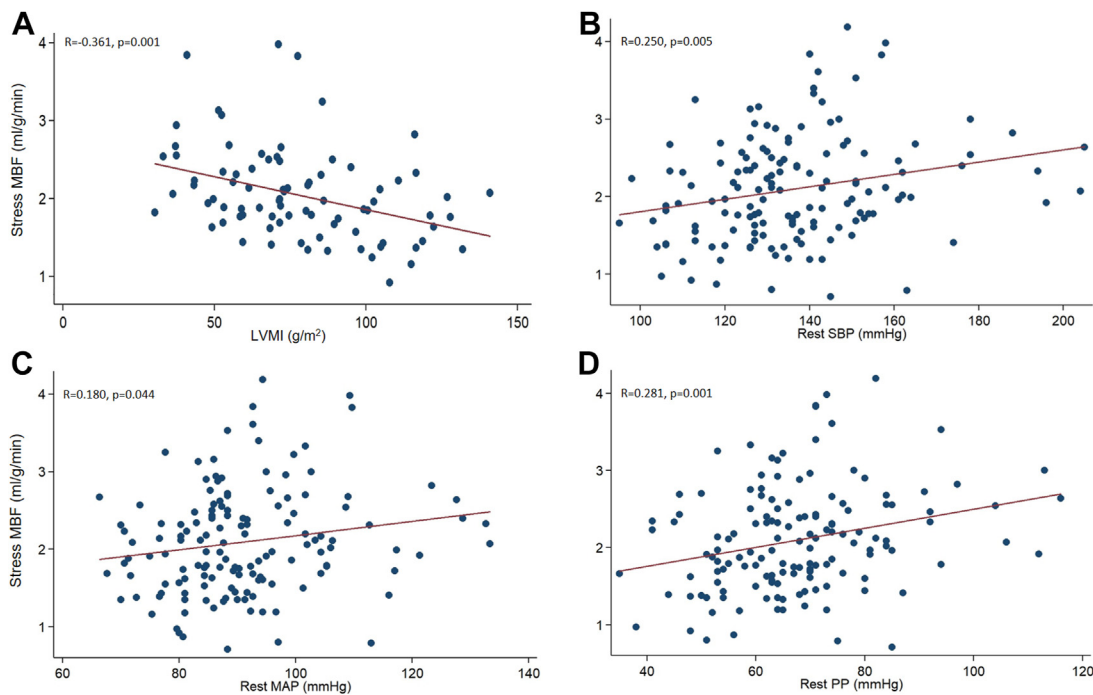 A
R=-0.361, p=0.001
Stress MBF (ml/g/min)
4
3
2
1
0
50
100
150
LVMI (g/m²)
B
R=0.250, p=0.005
4
3
2
1
100
120
140
160
180
200
Rest SBP (mmHg)
C
R=0.180, p=0.044
Stress MBF (ml/g/min)
4
3
2
1
60
80
100
120
140
Rest MAP (mmHg)
D
R=0.281, p=0.001
4
3
2
1
40
60
80
100
120
Rest PP (mmHg)